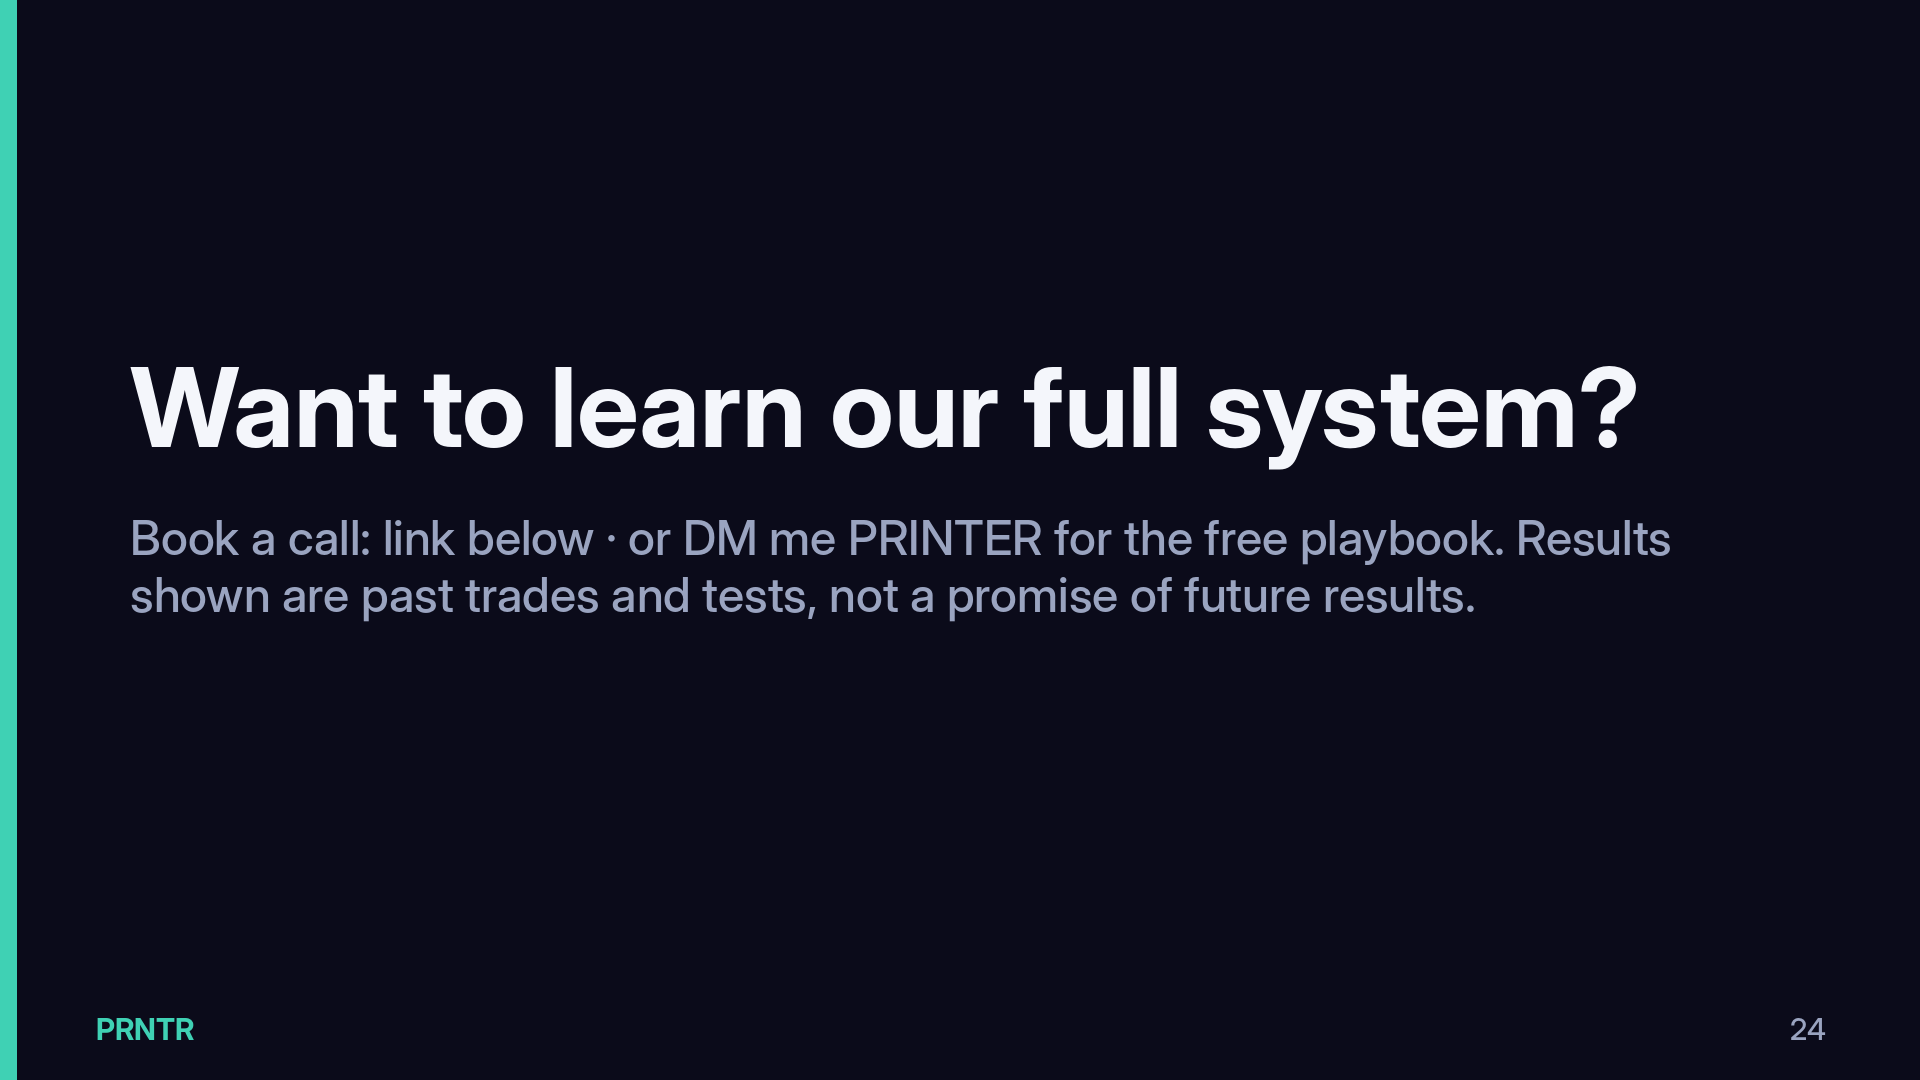 Want to learn our full system?
Book a call: link below · or DM me PRINTER for the free playbook. Results
shown are past trades and tests, not a promise of future results.
PRNTR
24